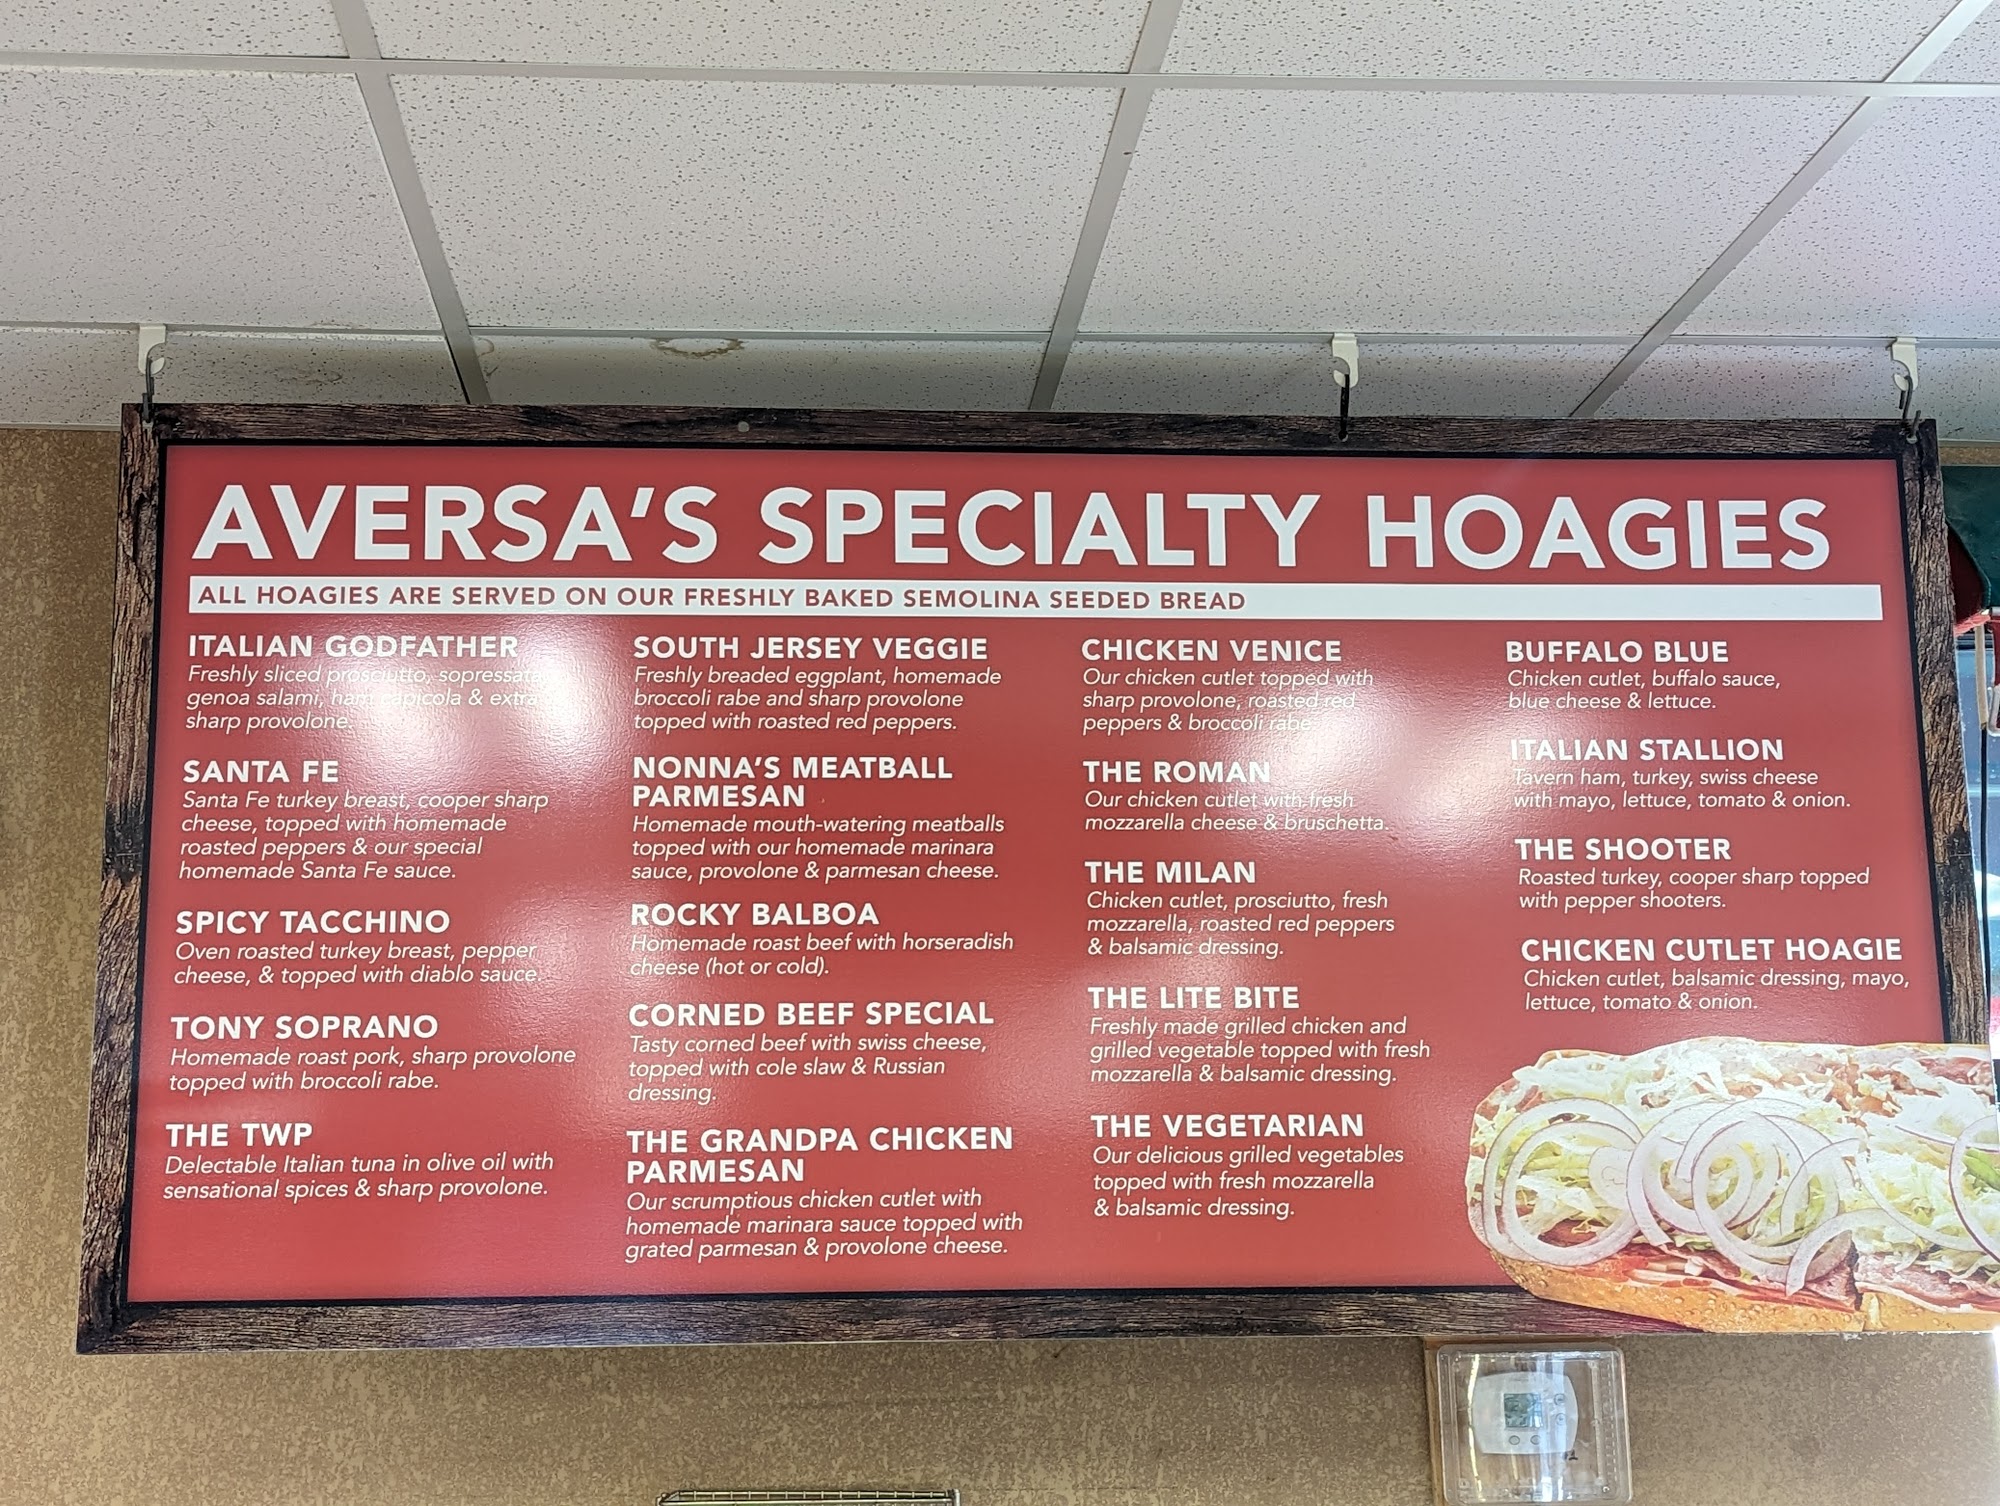 AVERSA'S SPECIALTY HOAGIES
ALL HOAGIES ARE SERVED ON OUR FRESHLY BAKED SEMOLINA SEEDED BREAD
ITALIAN GODFATHER
Freshly sliced prosciutto, sopressata,
genoa salami, ham capicola & extra
sharp provolone.
SANTA FE
Santa Fe turkey breast, cooper sharp
cheese, topped with homemade
roasted peppers & our special
homemade Santa Fe sauce.
SPICY TACCHINO
Oven roasted turkey breast, pepper
cheese, & topped with diablo sauce.
TONY SOPRANO
Homemade roast pork, sharp provolone
topped with broccoli rabe.
THE TWP
Delectable Italian tuna in olive oil with
sensational spices & sharp provolone.
SOUTH JERSEY VEGGIE
Freshly breaded eggplant, homemade
broccoli rabe and sharp provolone
topped with roasted red peppers.
NONNA'S MEATBALL
PARMESAN
Homemade mouth-watering meatballs
topped with our homemade marinara
sauce, provolone & parmesan cheese.
ROCKY BALBOA
Homemade roast beef with horseradish
cheese (hot or cold).
CORNED BEEF SPECIAL
Tasty corned beef with swiss cheese,
topped with cole slaw & Russian
dressing.
THE GRANDPA CHICKEN
PARMESAN
Our scrumptious chicken cutlet with
homemade marinara sauce topped with
grated parmesan & provolone cheese.
CHICKEN VENICE
Our chicken cutlet topped with
sharp provolone, roasted red
peppers & broccoli rabe.
THE ROMAN
Our chicken cutlet with fresh
mozzarella cheese & bruschetta.
THE MILAN
Chicken cutlet, prosciutto, fresh
mozzarella, roasted red peppers
& balsamic dressing.
THE LITE BITE
Freshly made grilled chicken and
grilled vegetable topped with fresh
mozzarella & balsamic dressing.
THE VEGETARIAN
Our delicious grilled vegetables
topped with fresh mozzarella
& balsamic dressing.
BUFFALO BLUE
Chicken cutlet, buffalo sauce,
blue cheese & lettuce.
ITALIAN STALLION
Tavern ham, turkey, swiss cheese
with mayo, lettuce, tomato & onion.
THE SHOOTER
Roasted turkey, cooper sharp topped
with pepper shooters.
CHICKEN CUTLET HOAGIE
Chicken cutlet, balsamic dressing, mayo,
lettuce, tomato & onion.